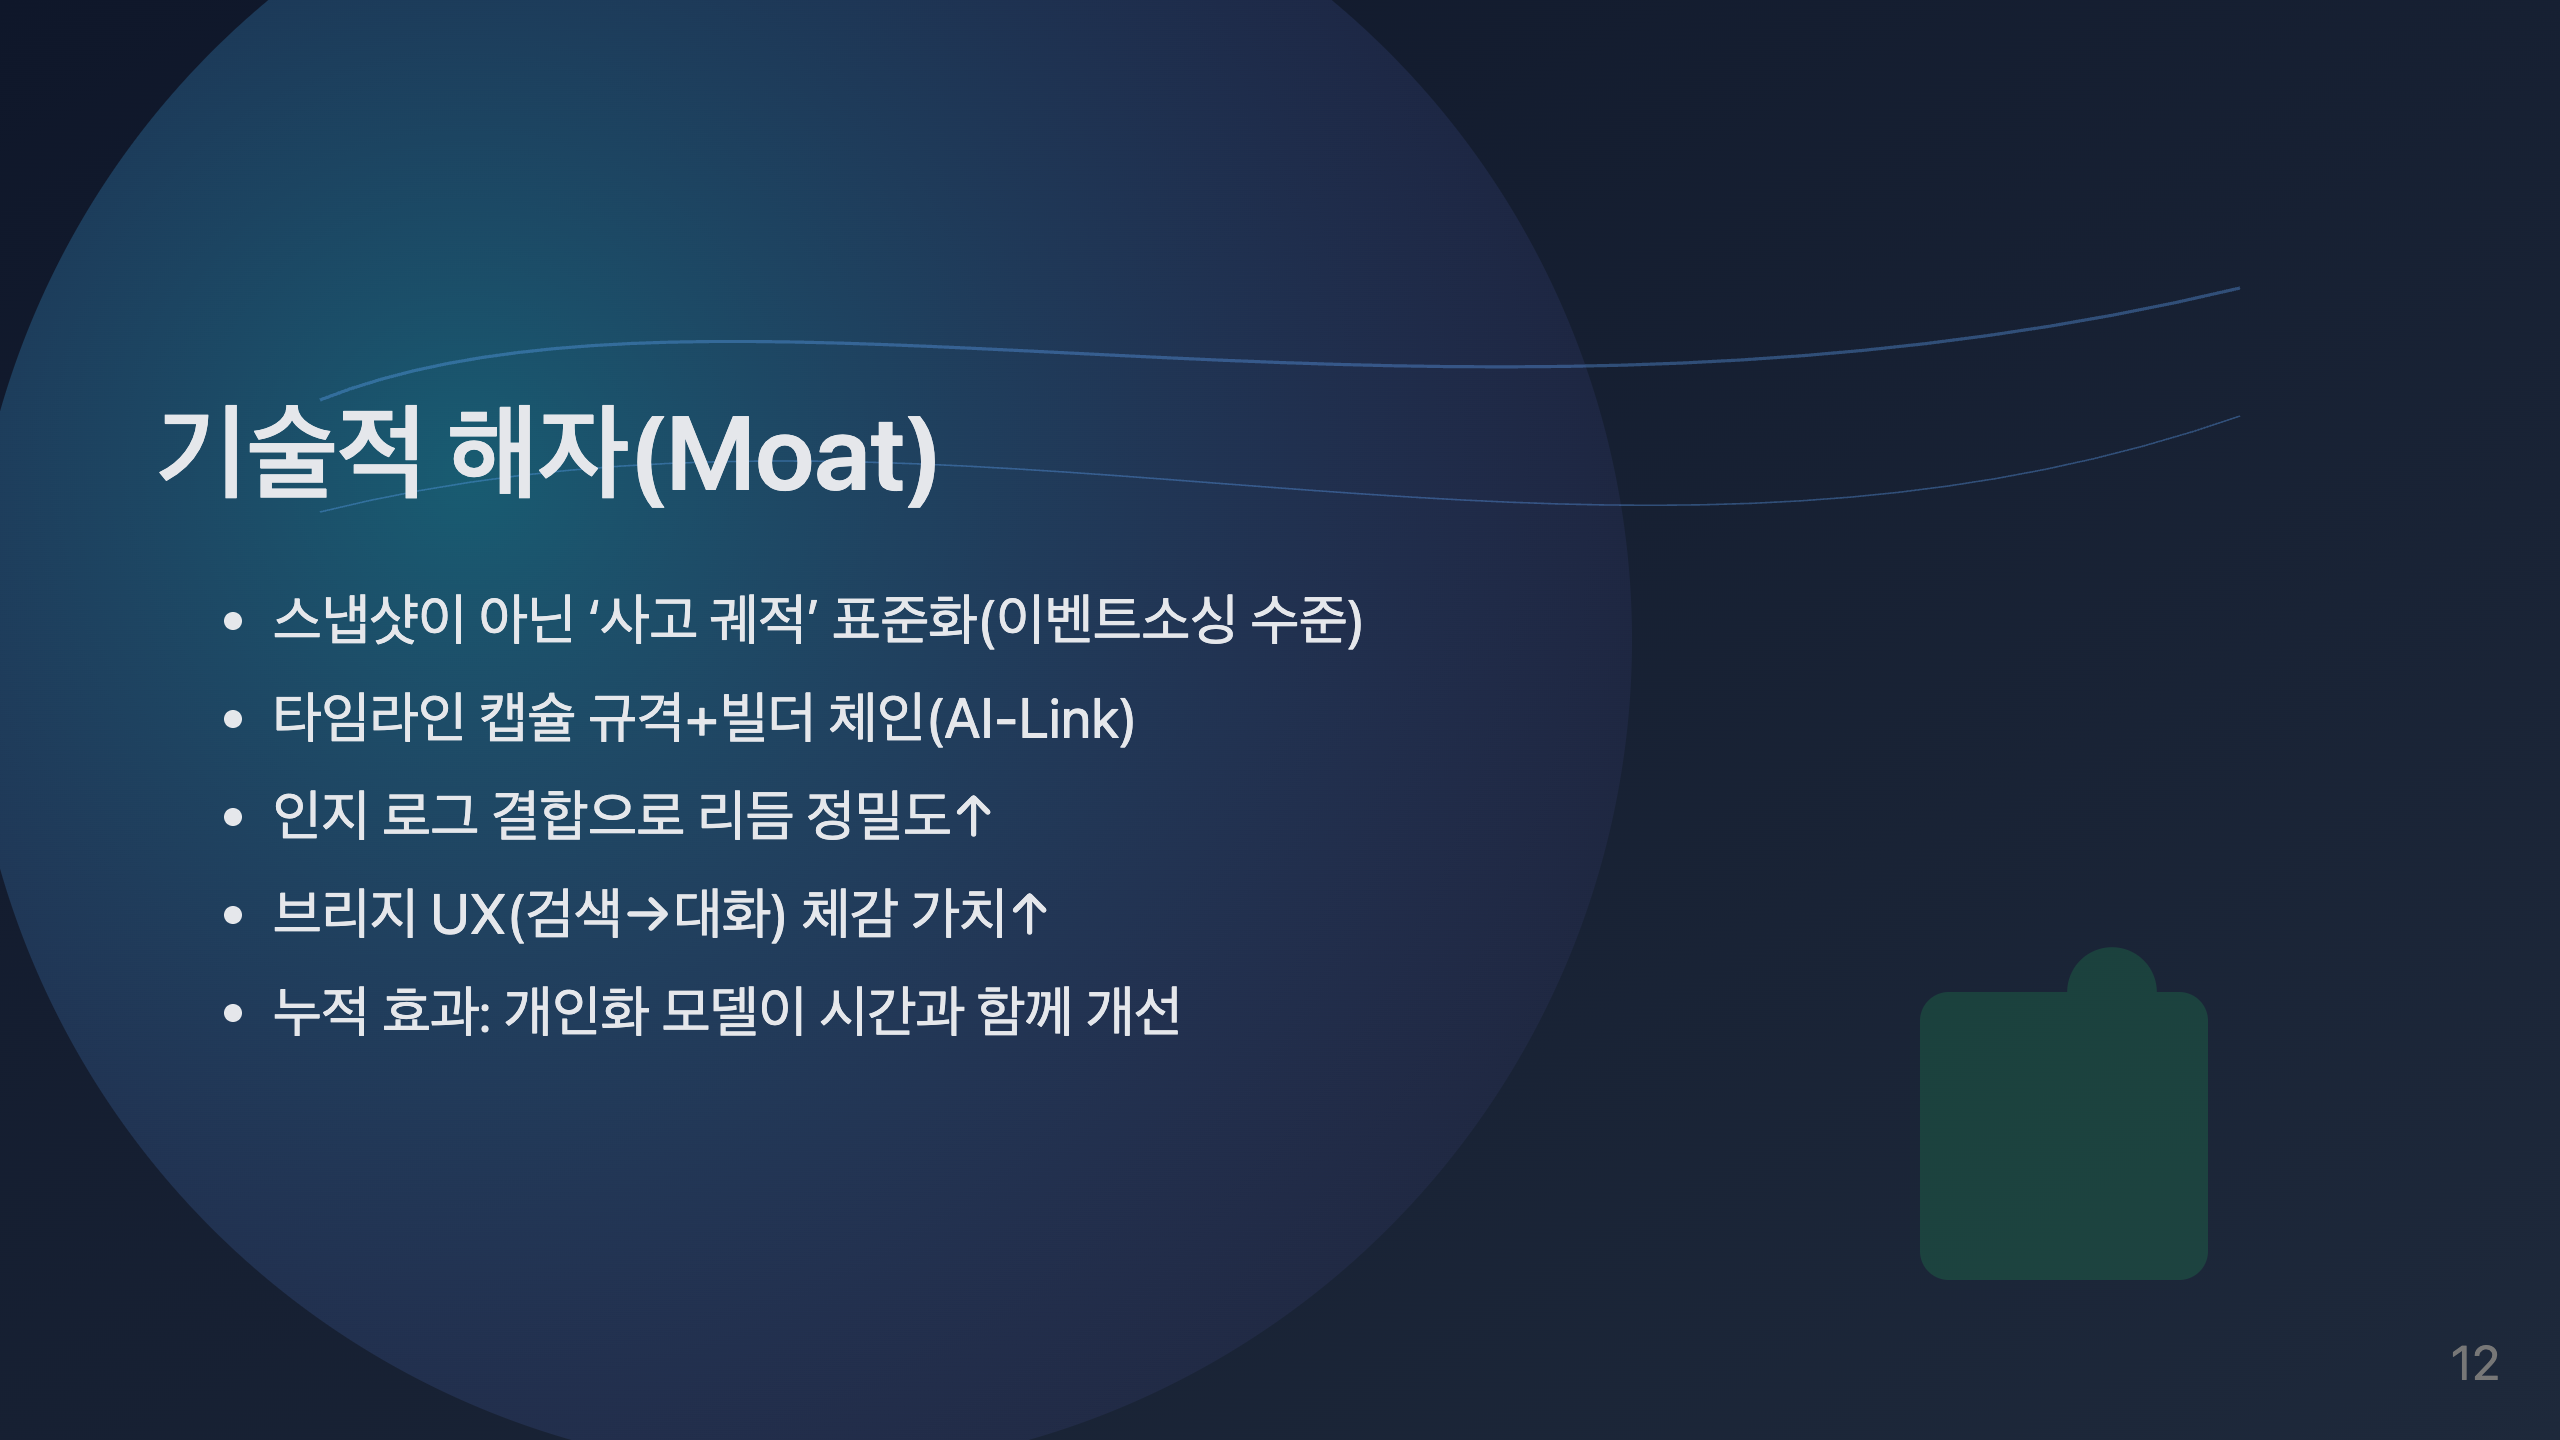 기술적 해자(Moat)
• 스냅샷이 아닌 ‘사고 궤적’ 표준화(이벤트소싱 수준)
• 타임라인 캡슐 규격+빌더 체인(AI-Link)
• 인지 로그 결합으로 리듬 정밀도↑
• 브리지 UX(검색→대화) 체감 가치↑
• 누적 효과: 개인화 모델이 시간과 함께 개선
12